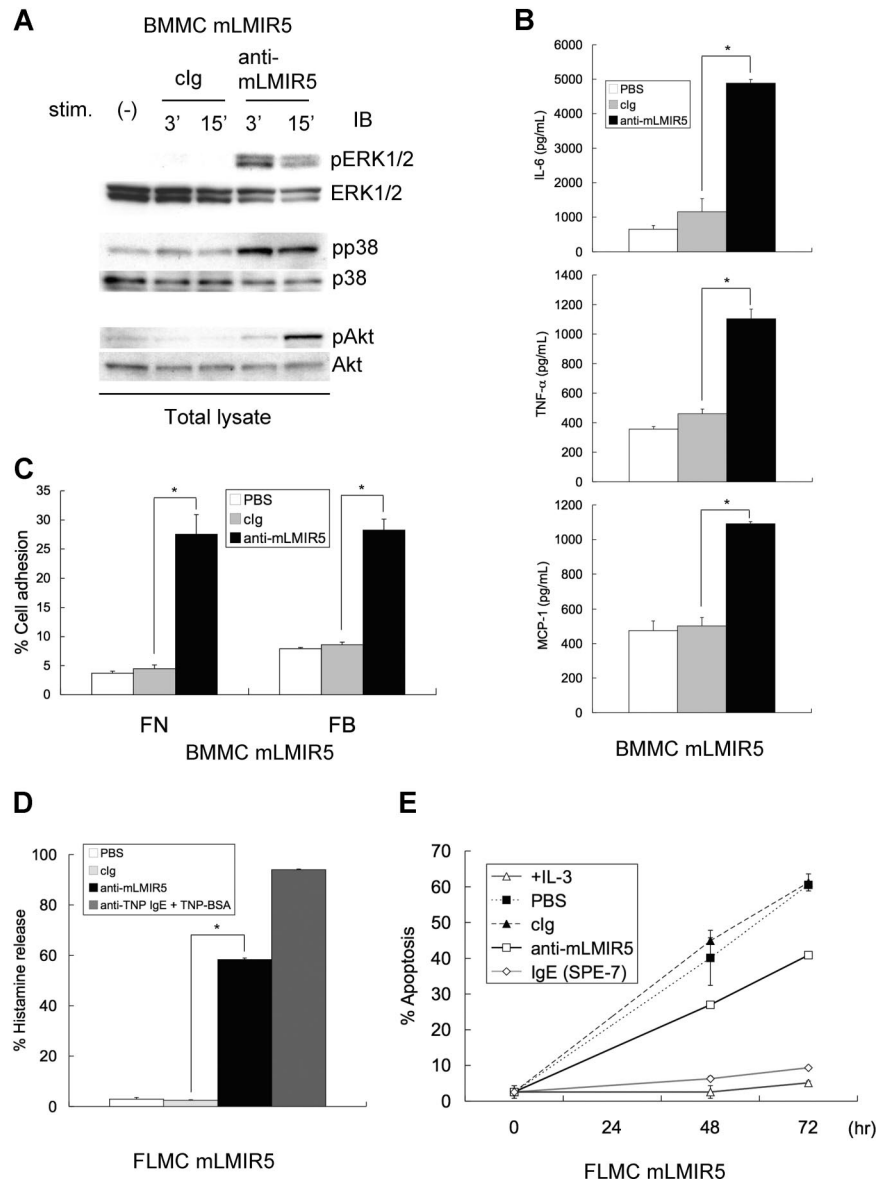 A
BMMC mLMIR5
stim. (-) cIg anti-mLMIR5 IB
3’ 15’ 3’ 15’
pERK1/2
ERK1/2
pp38
p38
pAkt
Akt
Total lysate
B
6000
5000
4000
3000
2000
1000
0
IL-6 (pg/mL)
PBS
cIg
anti-mLMIR5
*
1400
1200
1000
800
600
400
200
0
TNF-α (pg/mL)
*
1200
1000
800
600
400
200
0
MCP-1 (pg/mL)
*
BMMC mLMIR5
C
35
30
25
20
15
10
5
0
% Cell adhesion
PBS
cIg
anti-mLMIR5
*
*
FN FB
BMMC mLMIR5
D
100
80
60
40
20
0
% Histamine release
PBS
cIg
anti-mLMIR5
anti-TNP IgE + TNP-BSA
*
FLMC mLMIR5
E
70
60
50
40
30
20
10
0
% Apoptosis
+IL-3
PBS
cIg
anti-mLMIR5
IgE (SPE-7)
0 24 48 72 (hr)
FLMC mLMIR5